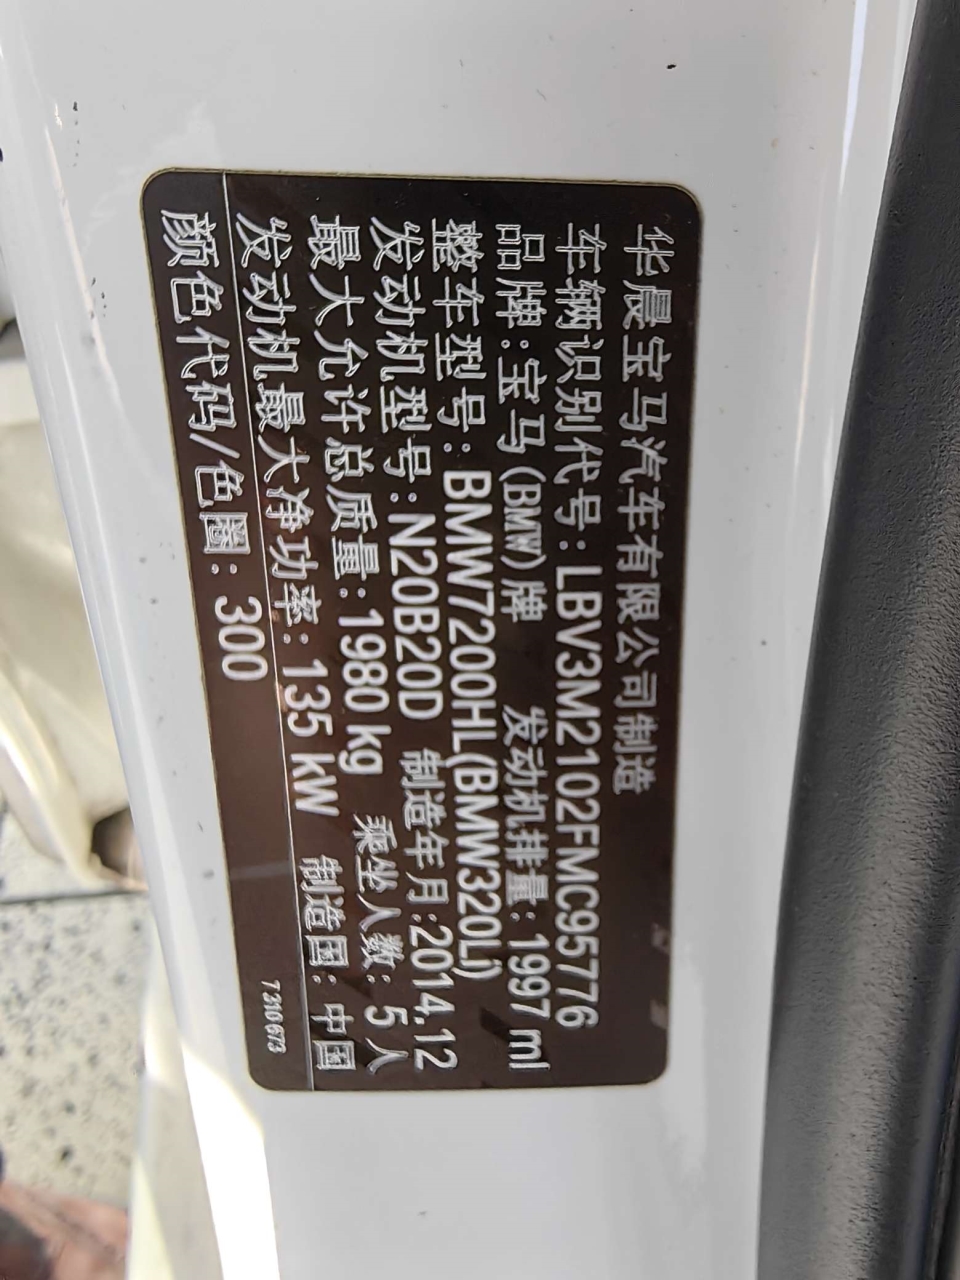 华晨宝马汽车有限公司制造
车辆识别代号:LBV3M2102FMC95776
品牌:宝马(BMW)牌 发动机排量:1997 ml
整车型号:BMW7200HL(BMW320Li)
发动机型号:N20B20D 制造年月:2014.12
最大允许总质量:1980 kg 乘坐人数:5人
发动机最大净功率:135 kW 制造国:中国
颜色代码/色圈:300
7 310 673